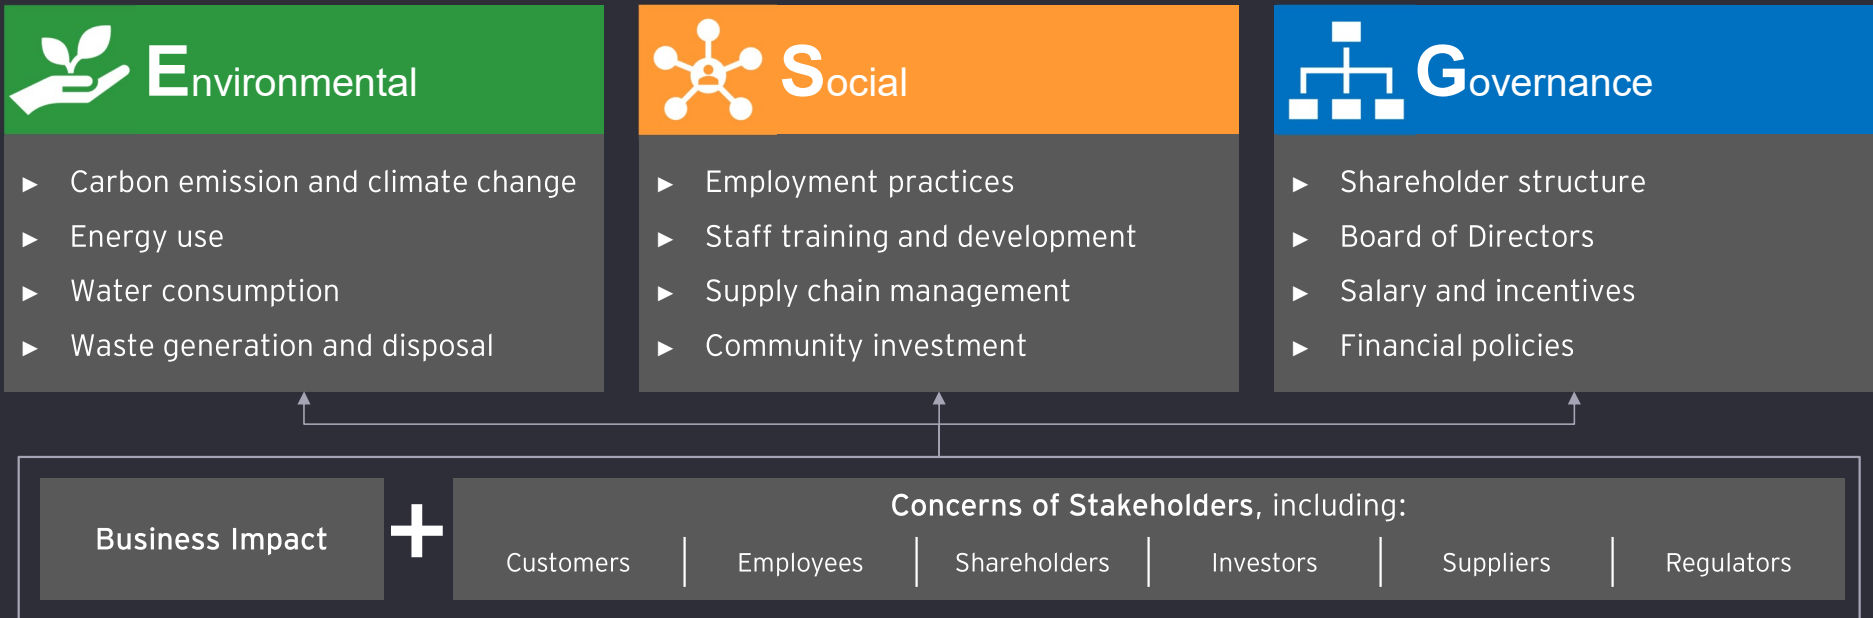 Environmental
► Carbon emission and climate change
► Energy use
► Water consumption
► Waste generation and disposal
Social
► Employment practices
► Staff training and development
► Supply chain management
► Community investment
Governance
► Shareholder structure
► Board of Directors
► Salary and incentives
► Financial policies
Business Impact
+
Concerns of Stakeholders, including:
Customers
Employees
Shareholders
Investors
Suppliers
Regulators